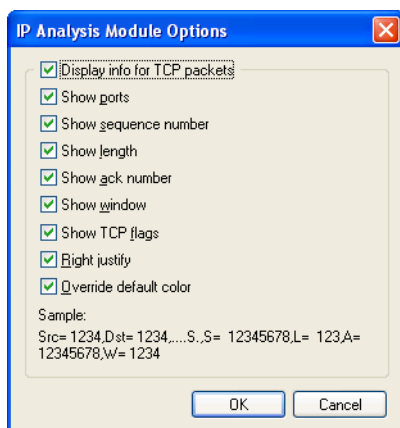 IP Analysis Module Options
Display info for TCP packets
Show ports
Show sequence number
Show length
Show ack number
Show window
Show TCP flags
Right justify
Override default color
Sample:
Src= 1234,Dst= 1234,....S.,S= 12345678,L= 123,A=
12345678,W= 1234
OK Cancel